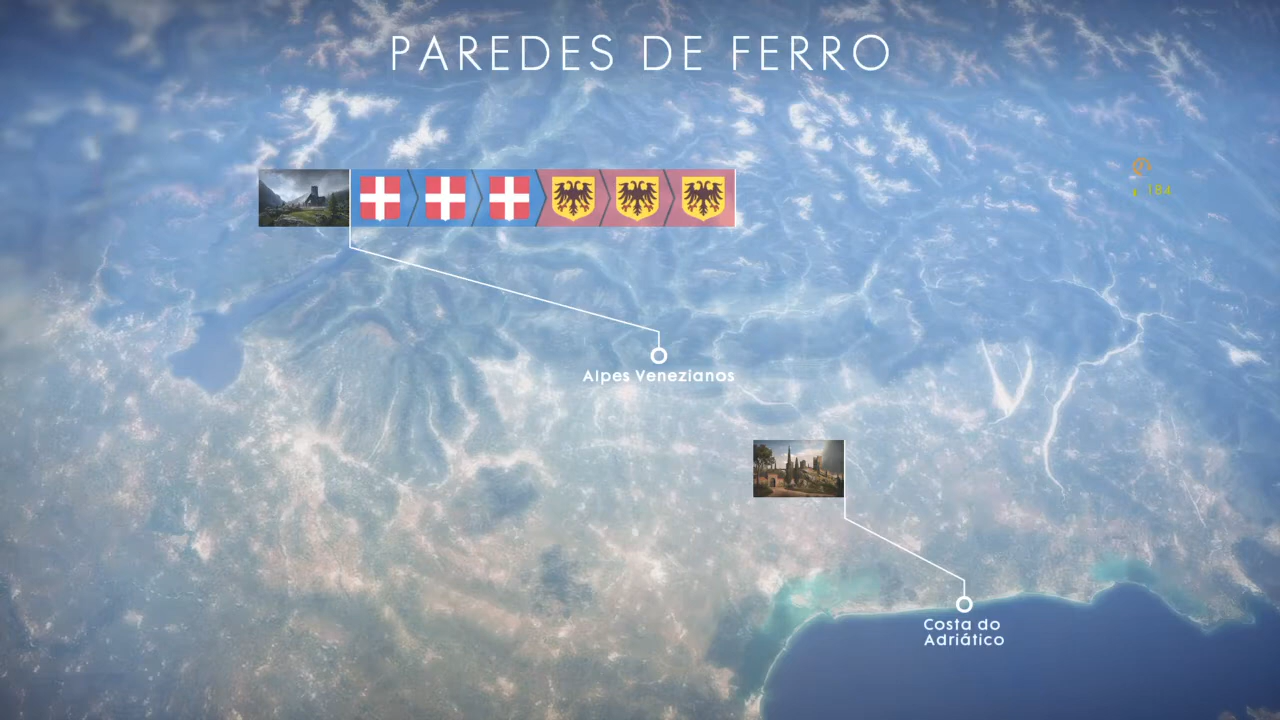 PAREDES DE FERRO
184
Alpes Venezianos
Costa do
Adriático